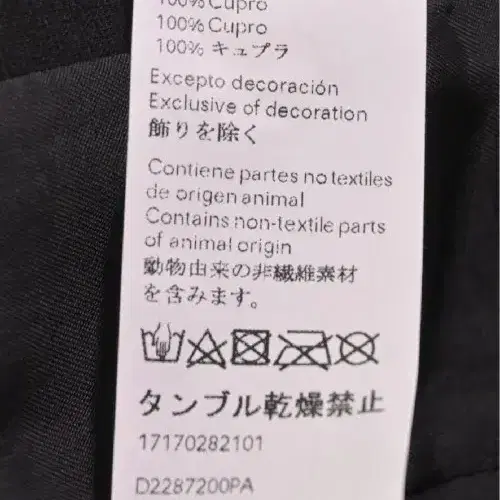 100% Cupro
100% Cupro
100% キュプラ
Excepto decoración
Exclusive of decoration
飾りを除く
Contiene partes no textiles
de origen animal
Contains non-textile parts
of animal origin
動物由来の非繊維素材
を含みます。
タンブル乾燥禁止
17170282101
D2287200PA